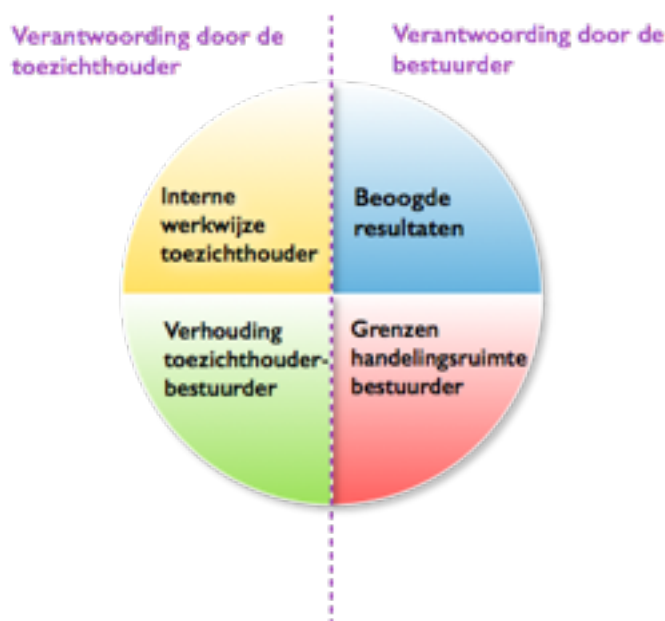 Verantwoording door de
toezichthouder
Verantwoording door de
bestuurder
Interne
werkwijze
toezichthouder
Beoogde
resultaten
Verhouding
toezichthouder-
bestuurder
Grenzen
handelingsruimte
bestuurder